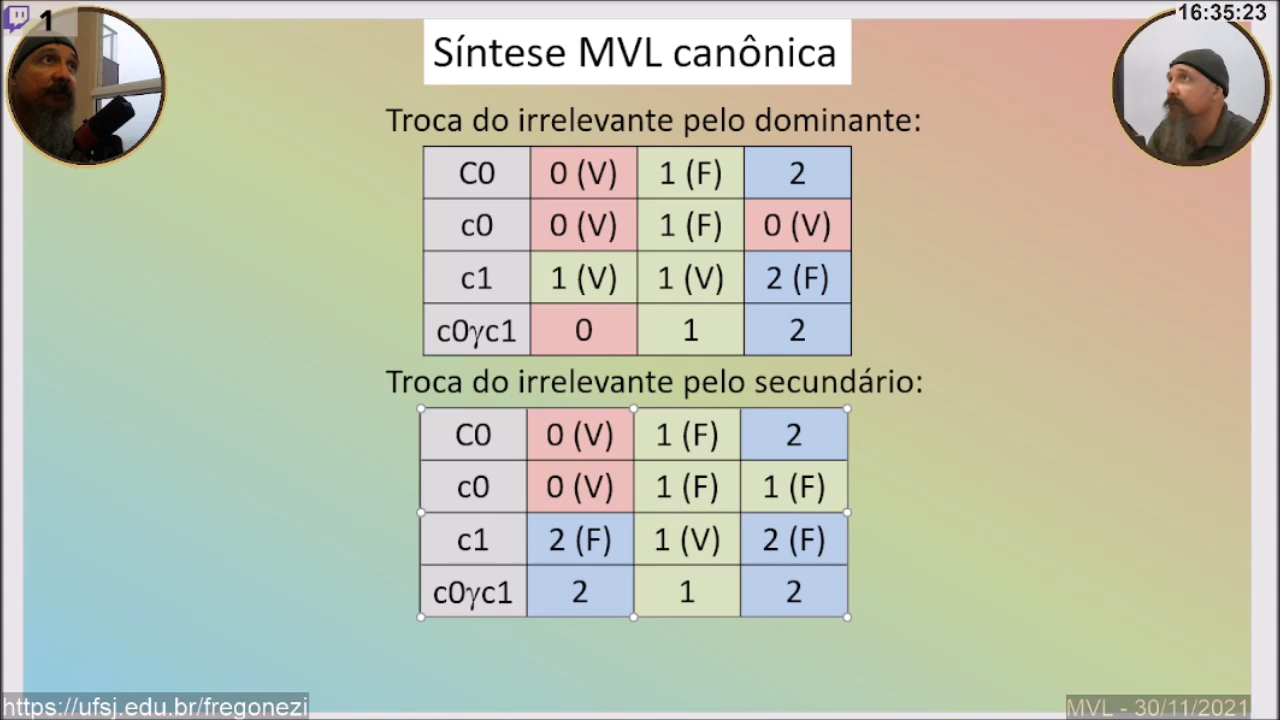 1
16:35:23
Síntese MVL canônica
Troca do irrelevante pelo dominante:
C0 0 (V) 1 (F) 2
c0 0 (V) 1 (F) 0 (V)
c1 1 (V) 1 (V) 2 (F)
c0γc1 0 1 2
Troca do irrelevante pelo secundário:
C0 0 (V) 1 (F) 2
c0 0 (V) 1 (F) 1 (F)
c1 2 (F) 1 (V) 2 (F)
c0γc1 2 1 2
https://ufsj.edu.br/fregonezi
MVL - 30/11/2021